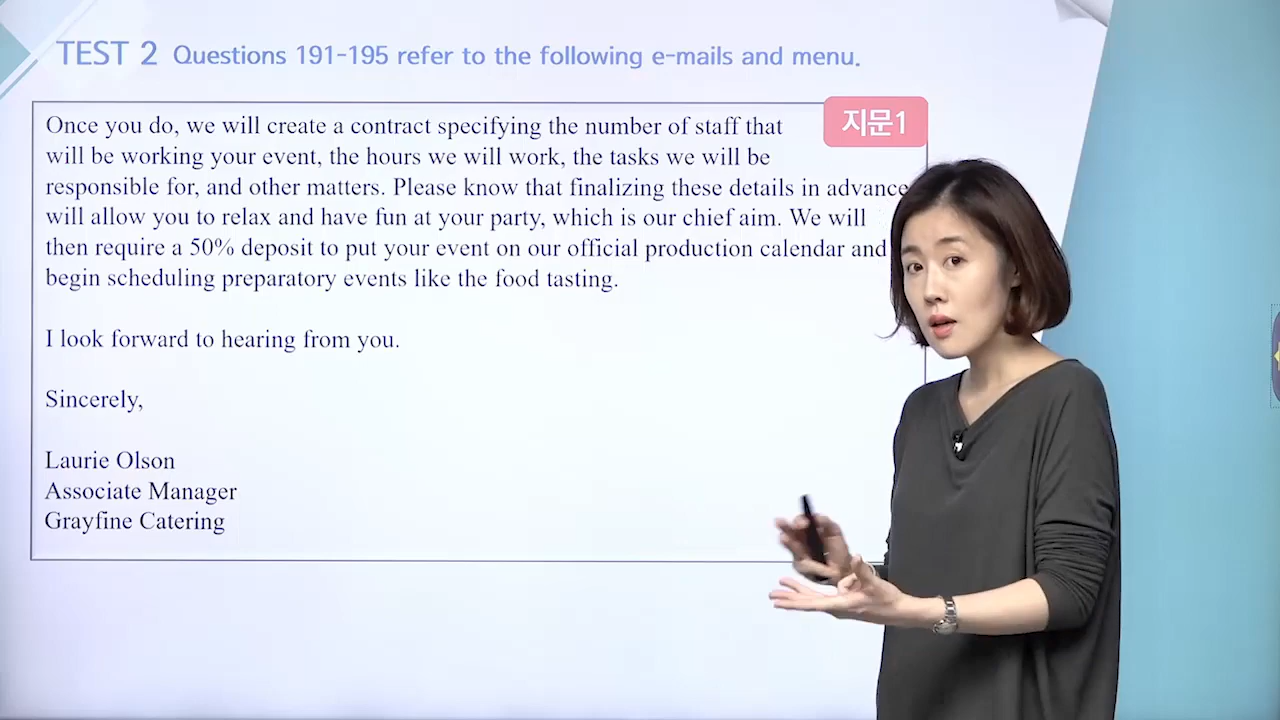 TEST 2 Questions 191-195 refer to the following e-mails and menu.
지문1
Once you do, we will create a contract specifying the number of staff that
will be working your event, the hours we will work, the tasks we will be
responsible for, and other matters. Please know that finalizing these details in advance
will allow you to relax and have fun at your party, which is our chief aim. We will
then require a 50% deposit to put your event on our official production calendar and
begin scheduling preparatory events like the food tasting.
I look forward to hearing from you.
Sincerely,
Laurie Olson
Associate Manager
Grayfine Catering